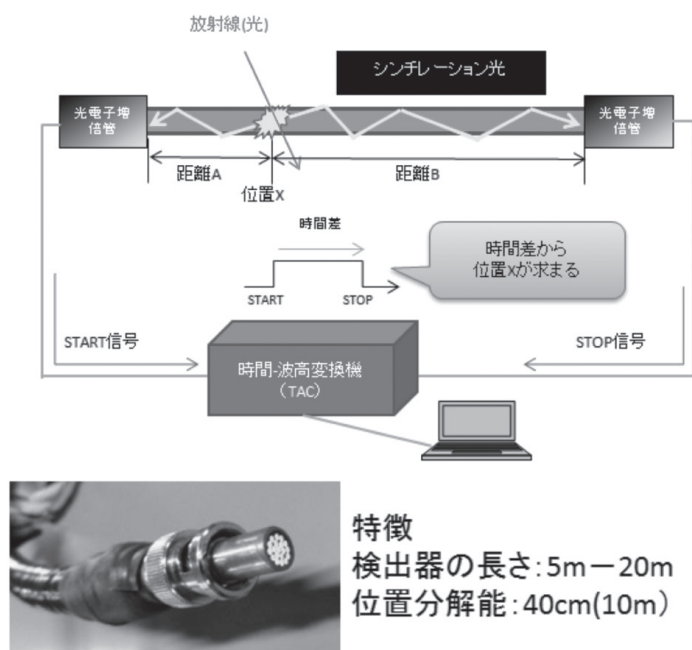 放射線(光)
シンチレーション光
光電子増
倍管
光電子増
倍管
距離A
位置X
距離B
時間差
時間差から
位置Xが求まる
START
STOP
START信号
STOP信号
時間-波高変換機
（TAC）
特徴
検出器の長さ:5m－20m
位置分解能:40cm(10m）